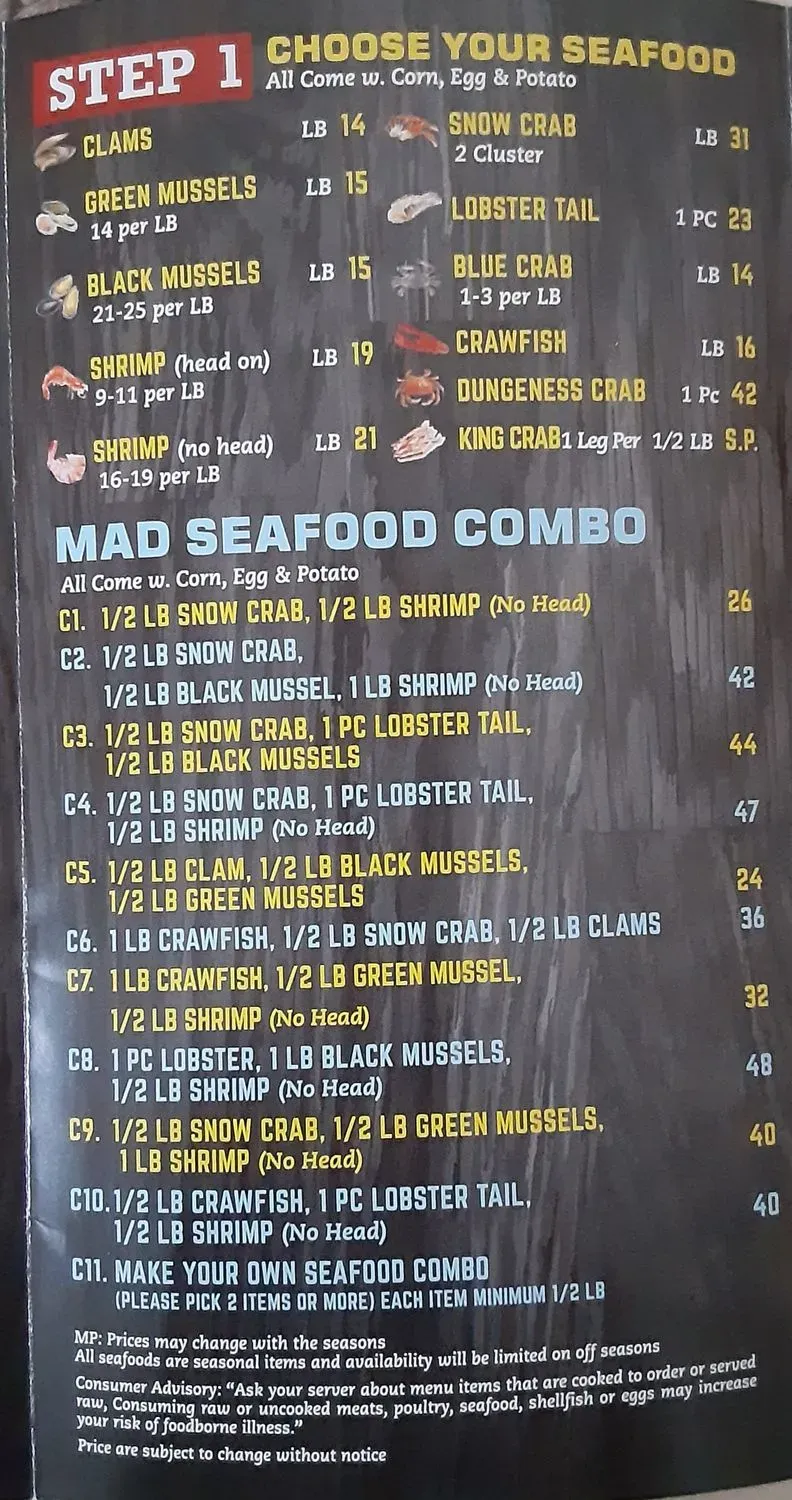 STEP 1
CHOOSE YOUR SEAFOOD
All Come w. Corn, Egg & Potato
CLAMS LB 14
GREEN MUSSELS LB 15
14 per LB
BLACK MUSSELS LB 15
21-25 per LB
SHRIMP (head on) LB 19
9-11 per LB
SHRIMP (no head) LB 21
16-19 per LB
SNOW CRAB LB 31
2 Cluster
LOBSTER TAIL 1 PC 23
BLUE CRAB LB 14
1-3 per LB
CRAWFISH LB 16
DUNGENESS CRAB 1 Pc 42
KING CRAB 1 Leg Per 1/2 LB S.P.
MAD SEAFOOD COMBO
All Come w. Corn, Egg & Potato
C1. 1/2 LB SNOW CRAB, 1/2 LB SHRIMP (No Head) 26
C2. 1/2 LB SNOW CRAB,
1/2 LB BLACK MUSSEL, 1 LB SHRIMP (No Head) 42
C3. 1/2 LB SNOW CRAB, 1 PC LOBSTER TAIL,
1/2 LB BLACK MUSSELS 44
C4. 1/2 LB SNOW CRAB, 1 PC LOBSTER TAIL,
1/2 LB SHRIMP (No Head) 47
C5. 1/2 LB CLAM, 1/2 LB BLACK MUSSELS,
1/2 LB GREEN MUSSELS 24
C6. 1 LB CRAWFISH, 1/2 LB SNOW CRAB, 1/2 LB CLAMS 36
C7. 1 LB CRAWFISH, 1/2 LB GREEN MUSSEL,
1/2 LB SHRIMP (No Head) 32
C8. 1 PC LOBSTER, 1 LB BLACK MUSSELS,
1/2 LB SHRIMP (No Head) 48
C9. 1/2 LB SNOW CRAB, 1/2 LB GREEN MUSSELS,
1 LB SHRIMP (No Head) 40
C10. 1/2 LB CRAWFISH, 1 PC LOBSTER TAIL,
1/2 LB SHRIMP (No Head) 40
C11. MAKE YOUR OWN SEAFOOD COMBO
(PLEASE PICK 2 ITEMS OR MORE) EACH ITEM MINIMUM 1/2 LB
MP: Prices may change with the seasons
All seafoods are seasonal items and availability will be limited on off seasons
Consumer Advisory: “Ask your server about menu items that are cooked to order or served
raw, Consuming raw or uncooked meats, poultry, seafood, shellfish or eggs may increase
your risk of foodborne illness.”
Price are subject to change without notice